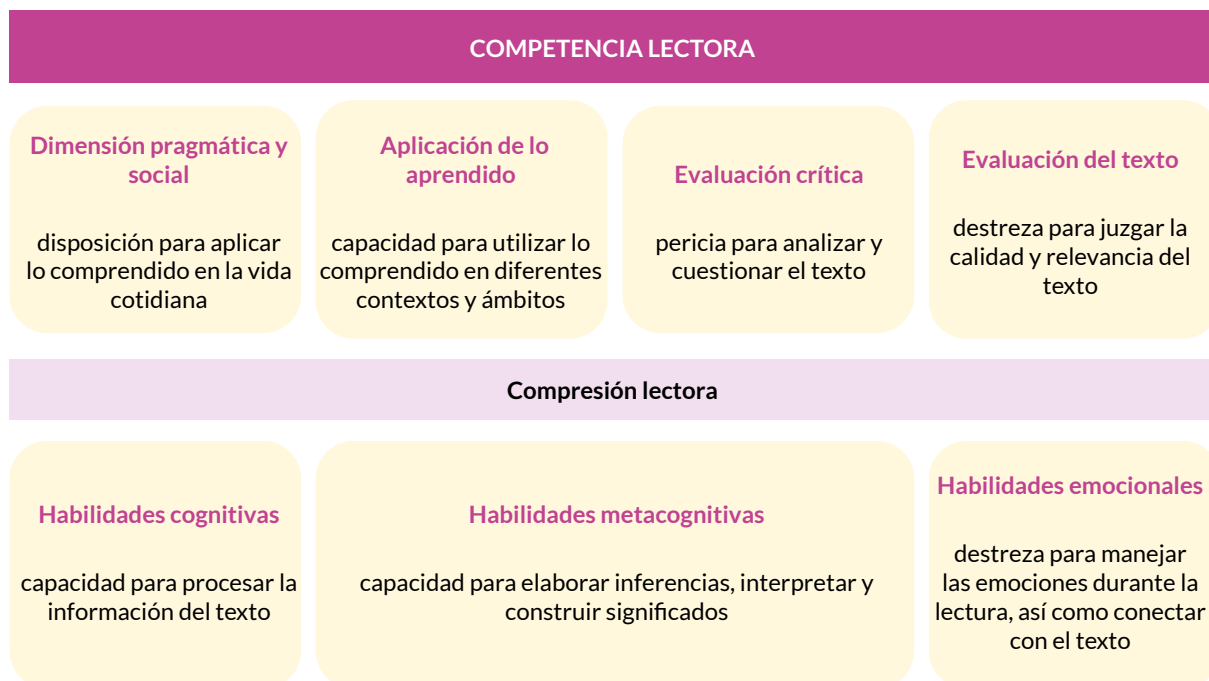 COMPETENCIA LECTORA
Dimensión pragmática y
social
disposición para aplicar
lo comprendido en la vida
cotidiana
Aplicación de lo
aprendido
capacidad para utilizar lo
comprendido en diferentes
contextos y ámbitos
Evaluación crítica
pericia para analizar y
cuestionar el texto
Evaluación del texto
destreza para juzgar la
calidad y relevancia del
texto
Compresión lectora
Habilidades cognitivas
capacidad para procesar la
información del texto
Habilidades metacognitivas
capacidad para elaborar inferencias, interpretar y
construir significados
Habilidades emocionales
destreza para manejar
las emociones durante la
lectura, así como conectar
con el texto